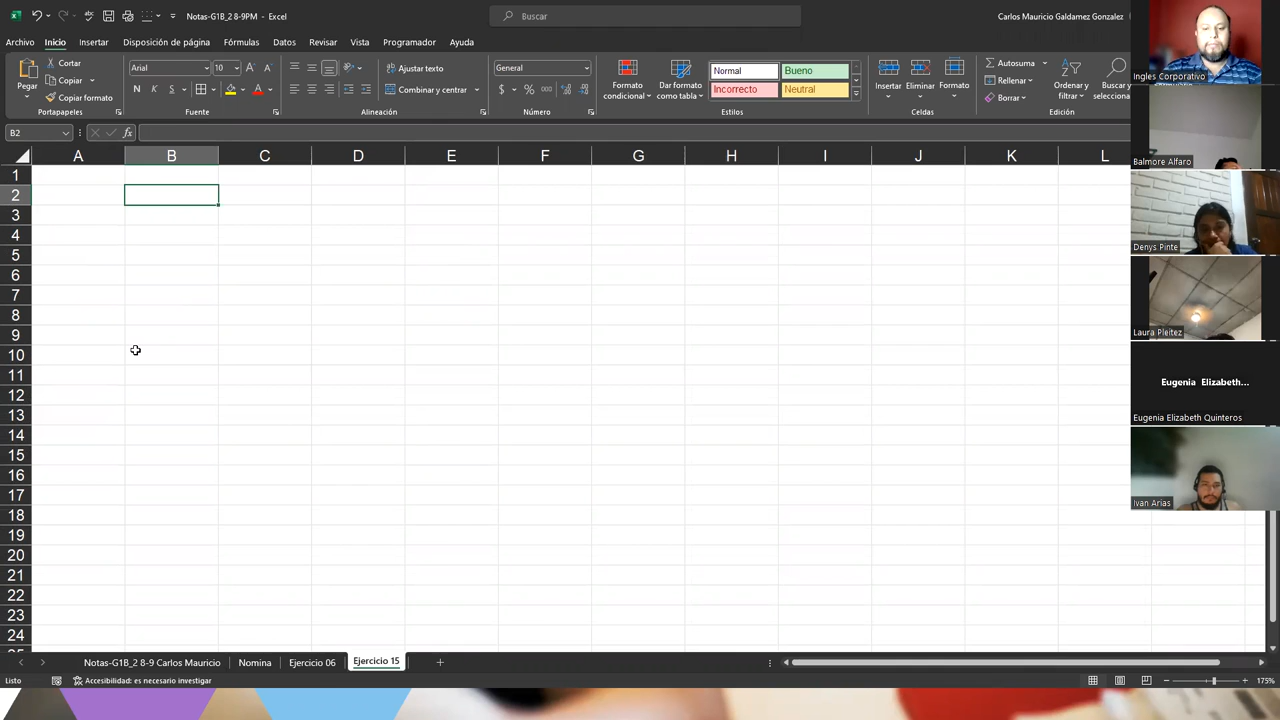 Notas-G1B_2 8-9PM - Excel
Buscar
Carlos Mauricio Galdamez Gonzalez
Archivo Inicio Insertar Disposición de página Fórmulas Datos Revisar Vista Programador Ayuda
Pegar
Cortar
Copiar
Copiar formato
Portapapeles
Arial 10
N K S
Fuente
Ajustar texto
Combinar y centrar
Alineación
General
$ % 000
Número
Formato condicional
Dar formato como tabla
Normal Bueno
Incorrecto Neutral
Estilos
Insertar Eliminar Formato
Celdas
Autosuma
Rellenar
Borrar
Ordenar y filtrar
Buscar y
Edición
B2
fx
A B C D E F G H I J K L
1
2
3
4
5
6
7
8
9
10
11
12
13
14
15
16
17
18
19
20
21
22
23
24
Ingles Corporativo
Balmore Alfaro
Denys Pinte
Laura Pleitez
Eugenia Elizabeth...
Eugenia Elizabeth Quinteros
Ivan Arias
Notas-G1B_2 8-9 Carlos Mauricio Nomina Ejercicio 06 Ejercicio 15
Listo
Accesibilidad: es necesario investigar
175%